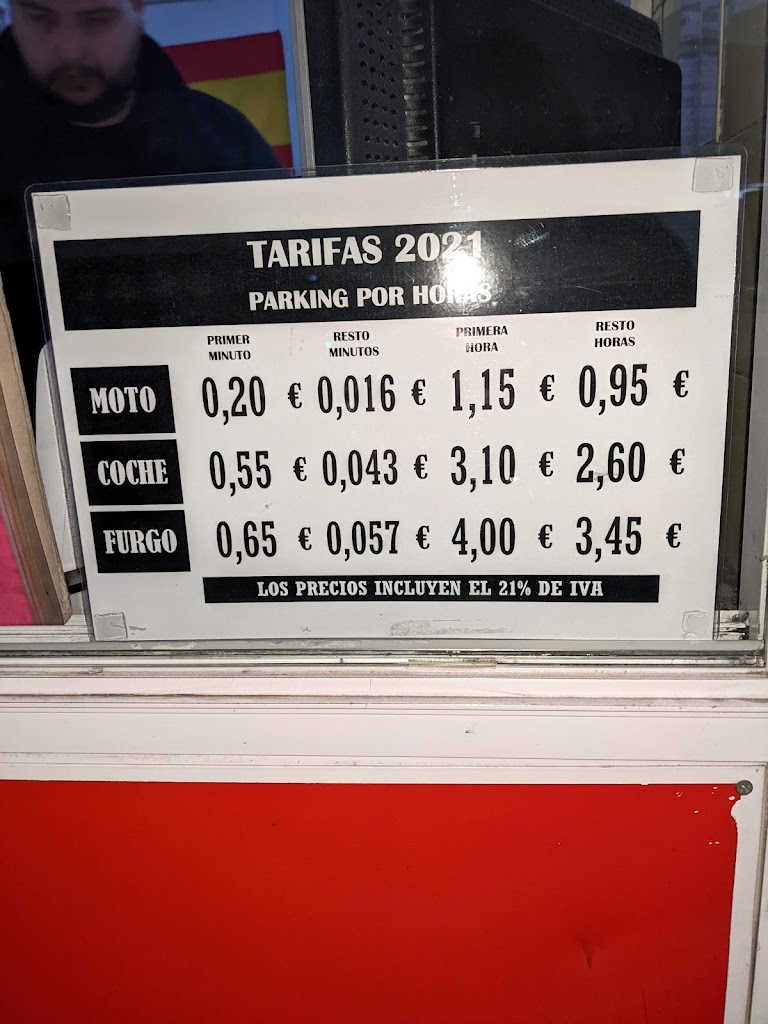 TARIFAS 2021
PARKING POR HORAS
PRIMER MINUTO RESTO MINUTOS PRIMERA HORA RESTO HORAS
MOTO 0,20 € 0,016 € 1,15 € 0,95 €
COCHE 0,55 € 0,043 € 3,10 € 2,60 €
FURGO 0,65 € 0,057 € 4,00 € 3,45 €
LOS PRECIOS INCLUYEN EL 21% DE IVA